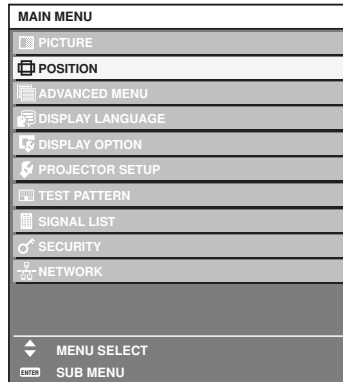 MAIN MENU
PICTURE
POSITION
ADVANCED MENU
DISPLAY LANGUAGE
DISPLAY OPTION
PROJECTOR SETUP
TEST PATTERN
SIGNAL LIST
SECURITY
NETWORK
MENU SELECT
ENTER SUB MENU